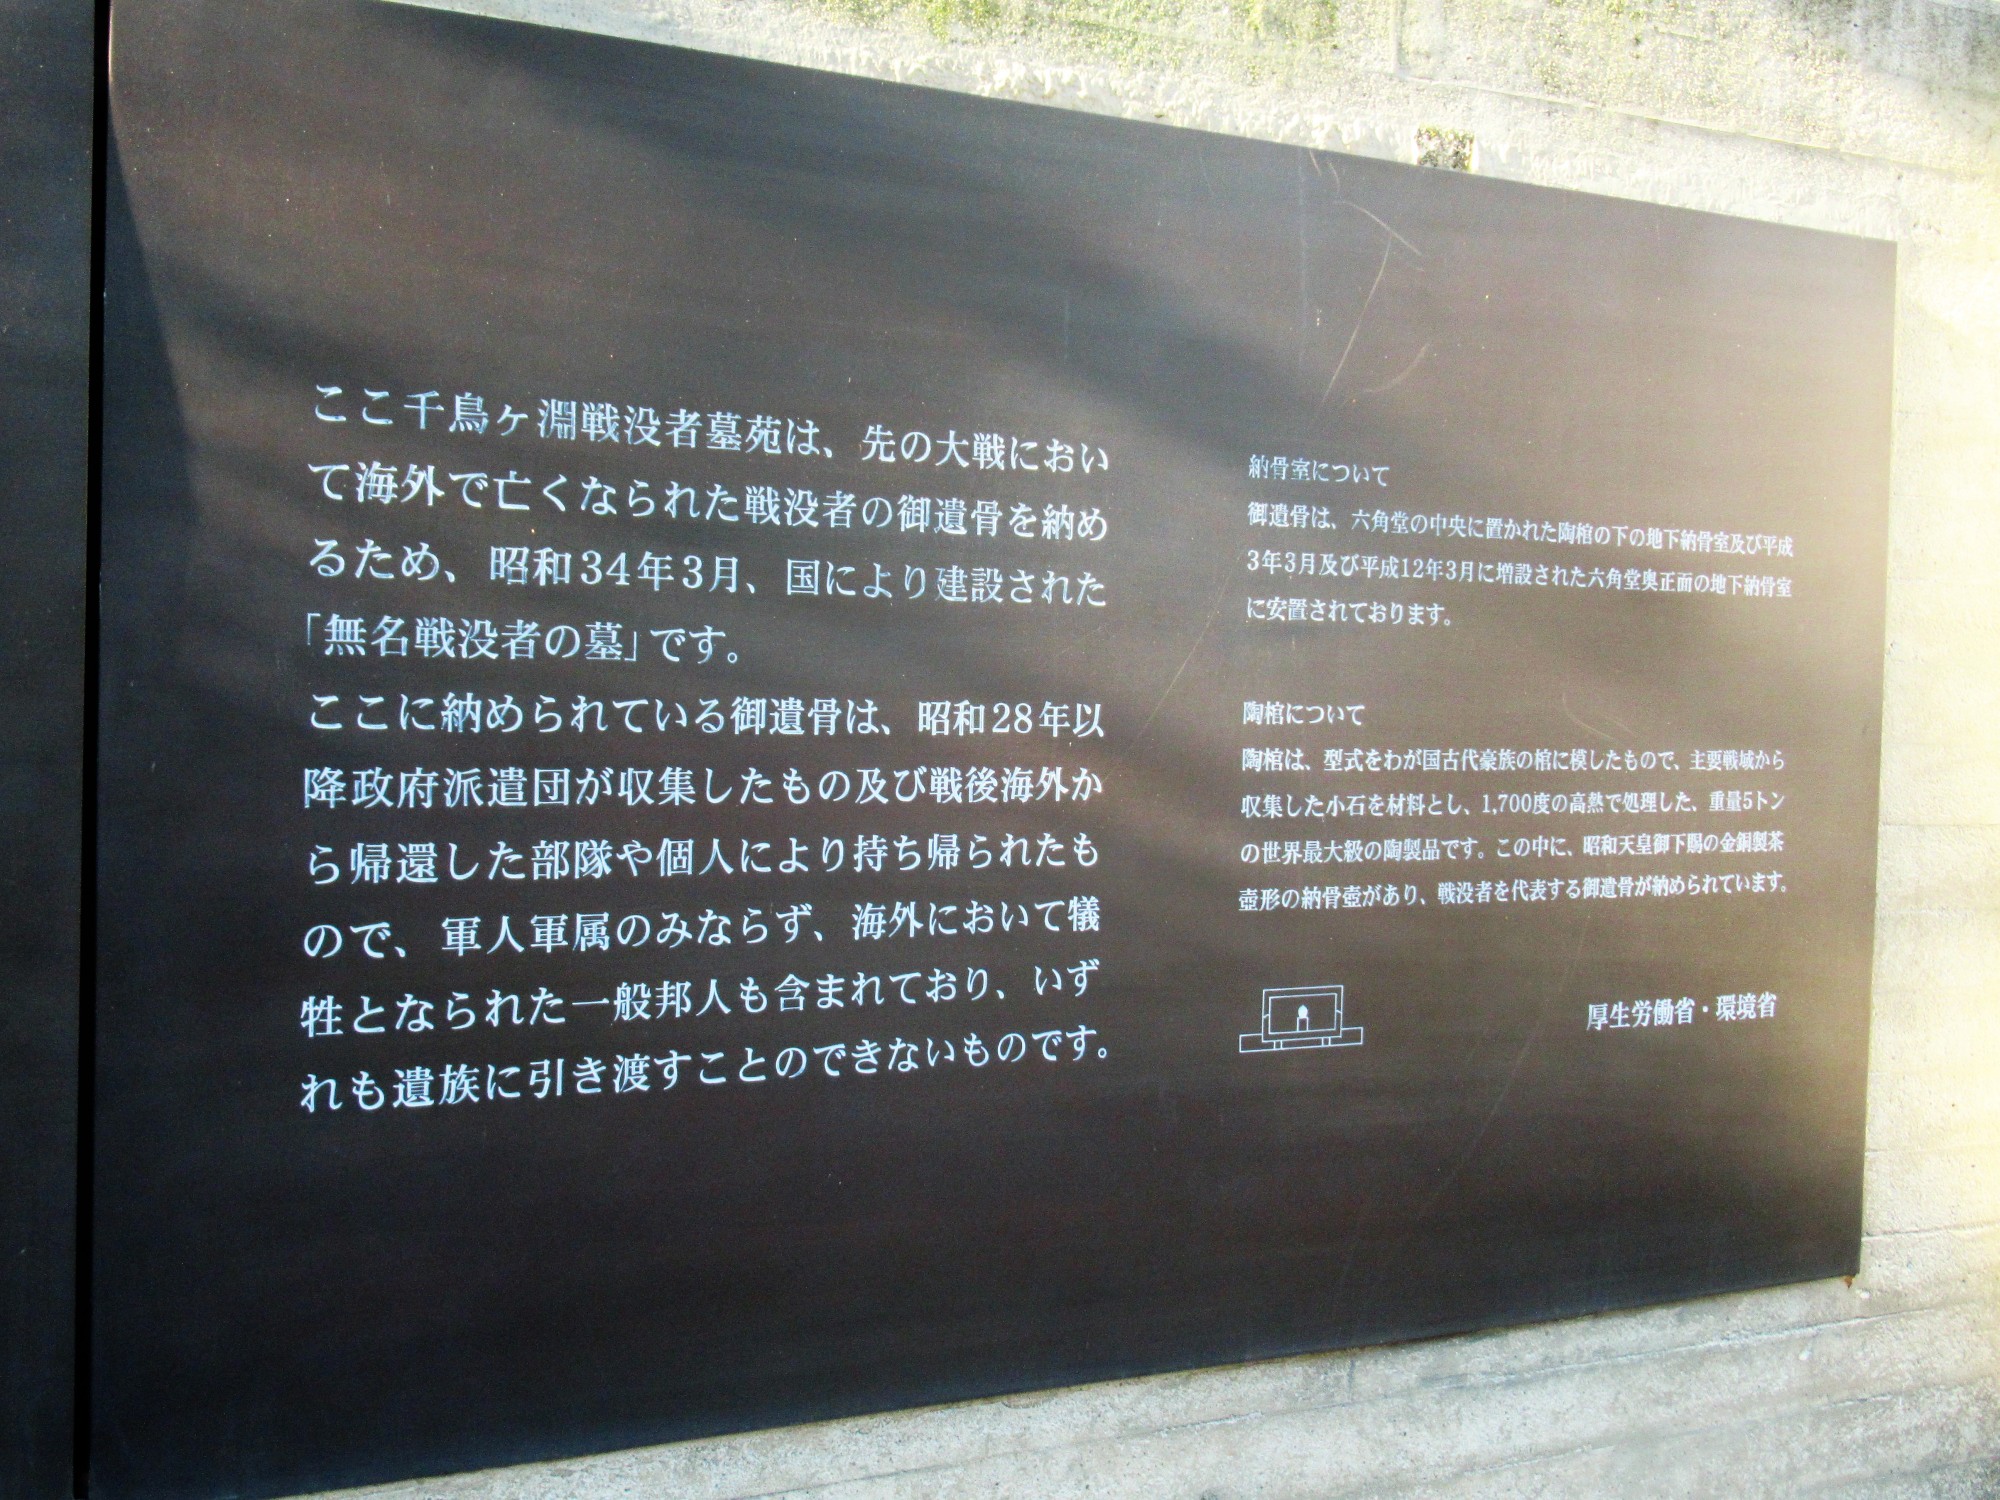 ここ千鳥ヶ淵戦没者墓苑は、先の大戦におい
て海外で亡くなられた戦没者の御遺骨を納め
るため、昭和34年3月、国により建設された
「無名戦没者の墓」です。
ここに納められている御遺骨は、昭和28年以
降政府派遣団が収集したもの及び戦後海外か
ら帰還した部隊や個人により持ち帰られたも
ので、軍人軍属のみならず、海外において犠
牲となられた一般邦人も含まれており、いず
れも遺族に引き渡すことのできないものです。
納骨室について
御遺骨は、六角堂の中央に置かれた陶棺の下の地下納骨室及び平成
3年3月及び平成12年3月に増設された六角堂奥正面の地下納骨室
に安置されております。
陶棺について
陶棺は、型式をわが国古代豪族の棺に模したもので、主要戦域から
収集した小石を材料とし、1,700度の高熱で処理した、重量5トン
の世界最大級の陶製品です。この中に、昭和天皇御下賜の金銅製茶
壺形の納骨壺があり、戦没者を代表する御遺骨が納められています。
厚生労働省・環境省